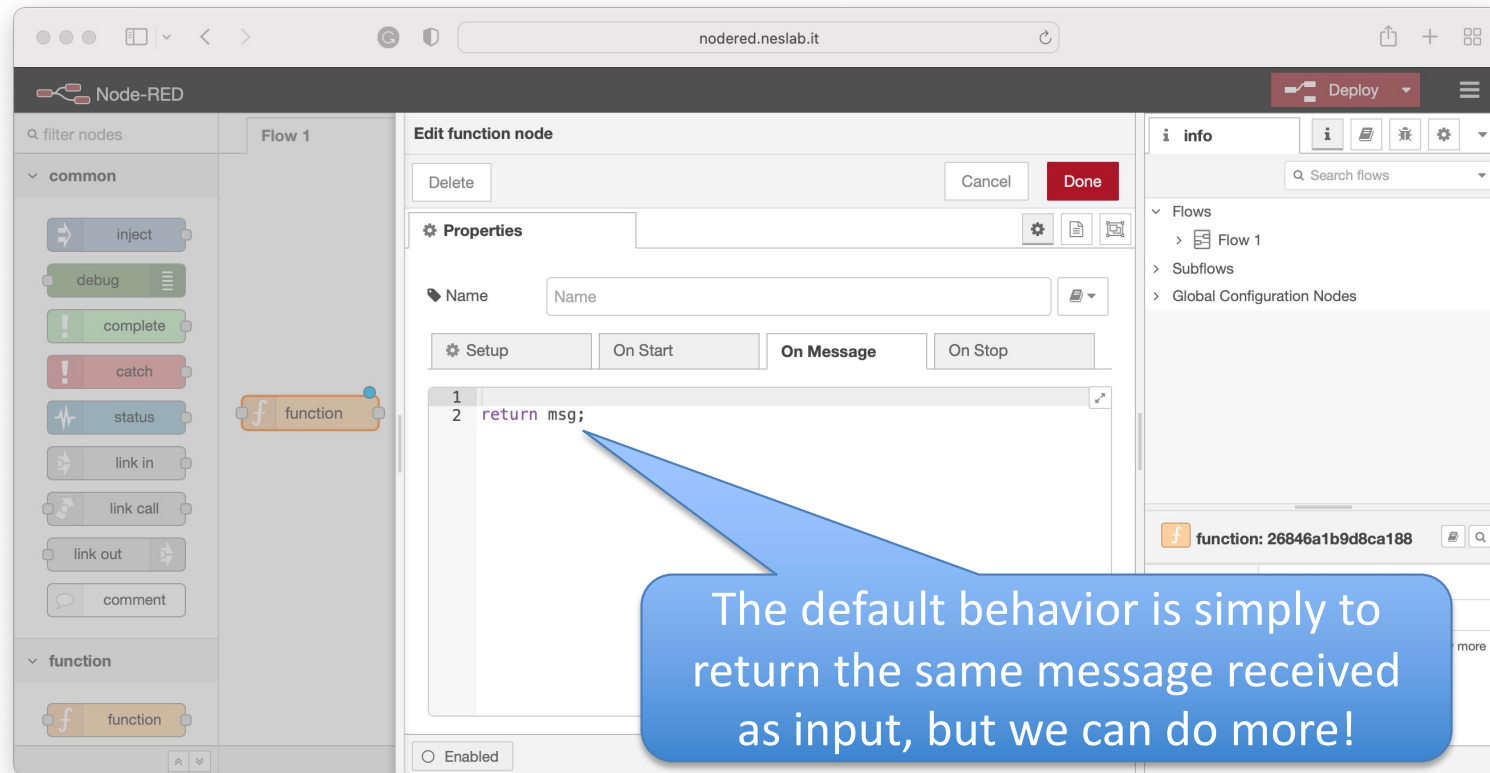 nodered.neslab.it
Node-RED
Deploy
filter nodes
Flow 1
common
inject
debug
complete
catch
status
link in
link call
link out
comment
function
function
function
Edit function node
Delete
Cancel
Done
Properties
Name
Name
Setup
On Start
On Message
On Stop
1
2 return msg;
Enabled
The default behavior is simply to
return the same message received
as input, but we can do more!
i info
i
Search flows
Flows
Flow 1
Subflows
Global Configuration Nodes
function: 26846a1b9d8ca188
more